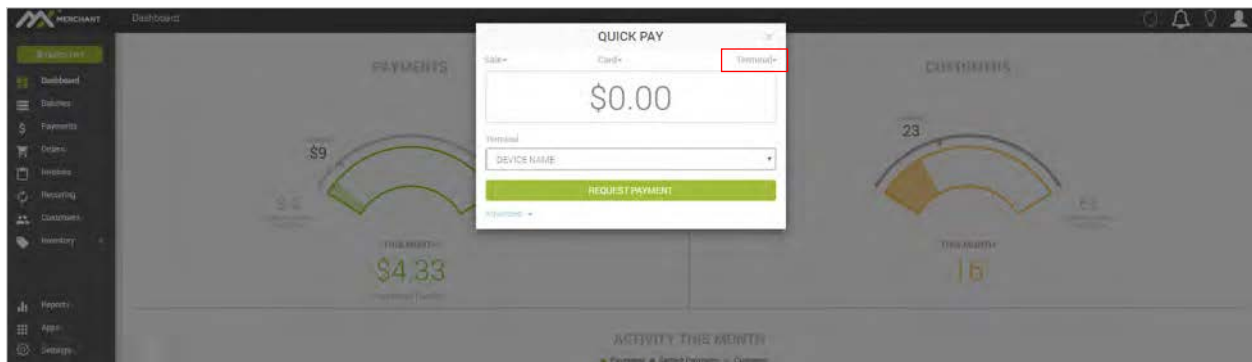 MX MERCHANT
Dashboard
QUICK PAY
×
Sale
Card
Terminal
$0.00
Terminal
DEVICE NAME
REQUEST PAYMENT
Dashboard
Batches
$ Payments
Orders
Invoices
Recurring
Customers
Inventory
Reports
Apps
Settings
PAYMENTS
$9
THIS MONTH
$4.33
CUSTOMERS
23
THIS MONTH
16
ACTIVITY THIS MONTH